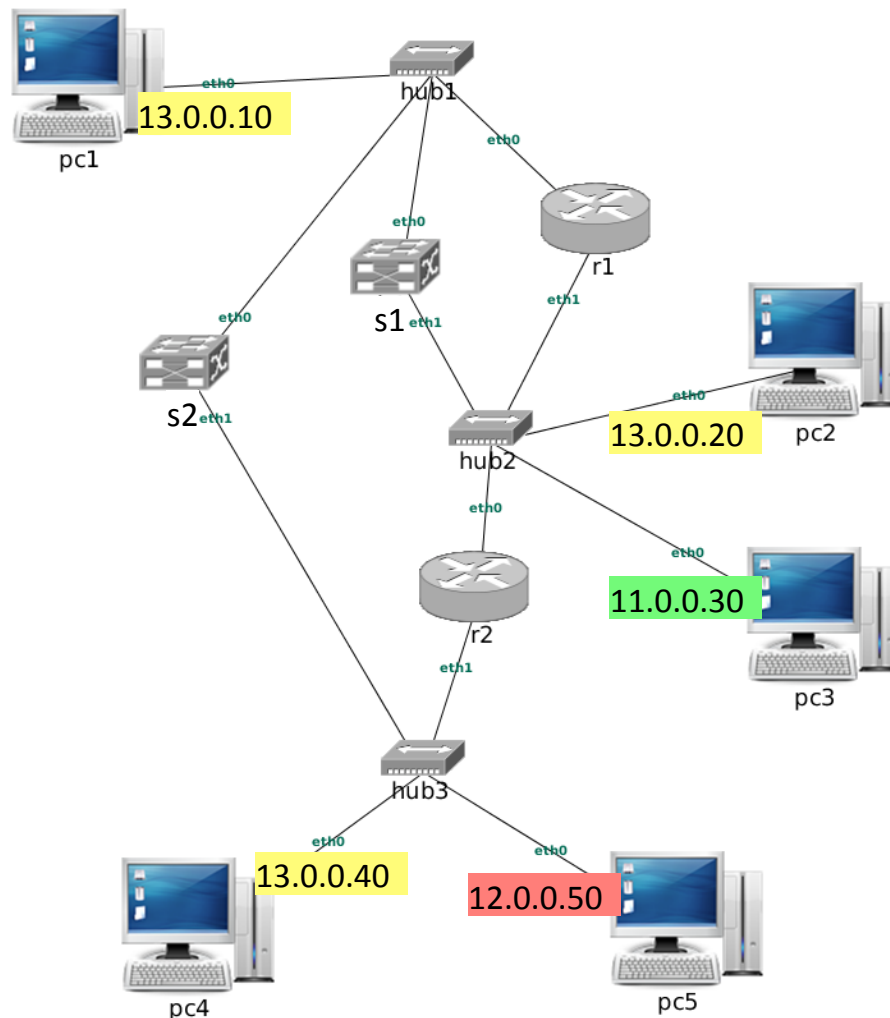 eth0
hub1
13.0.0.10
pc1
eth0
eth0
r1
s1
eth1
eth1
eth0
s2
eth1
eth0
13.0.0.20
pc2
hub2
eth0
eth0
11.0.0.30
r2
pc3
eth1
hub3
eth0
13.0.0.40
eth0
12.0.0.50
pc4
pc5